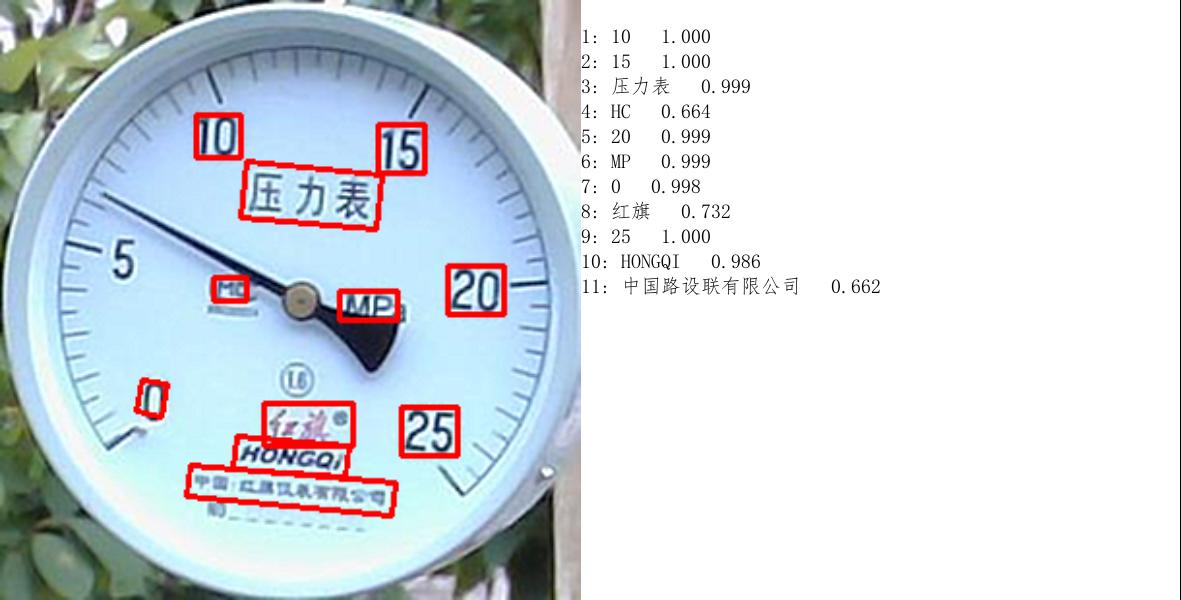 10
15
压力表
5
MC
20
MPa
0
1.6
红旗®
25
HONGQi
中国·红旗仪表有限公司
№
1: 10 1.000
2: 15 1.000
3: 压力表 0.999
4: HC 0.664
5: 20 0.999
6: MP 0.999
7: 0 0.998
8: 红旗 0.732
9: 25 1.000
10: HONGQI 0.986
11: 中国路设联有限公司 0.662